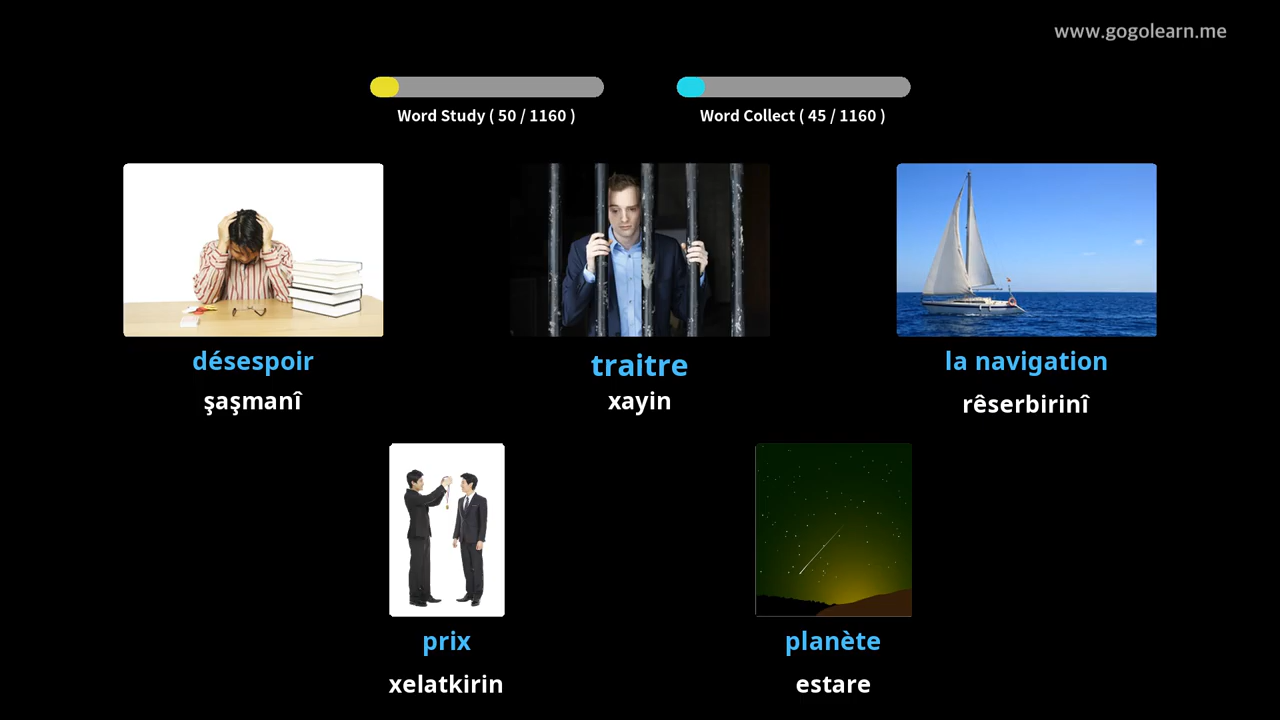 www.gogolearn.me
Word Study ( 50 / 1160 )
Word Collect ( 45 / 1160 )
désespoir
traitre
la navigation
şaşmanî
xayin
rêserbirinî
prix
planète
xelatkirin
estare